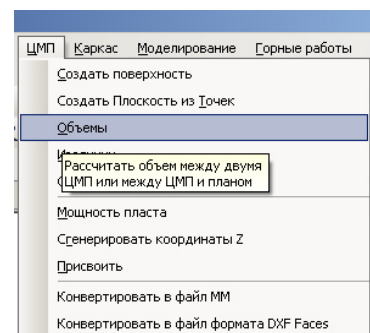 ЦМП Каркас Моделирование Горные работы
Создать поверхность
Создать Плоскость из Точек
Объемы
Рассчитать объем между двумя
ЦМП или между ЦМП и планом
Мощность пласта
Сгенерировать координаты Z
Присвоить
Конвертировать в файл ММ
Конвертировать в файл формата DXF Faces